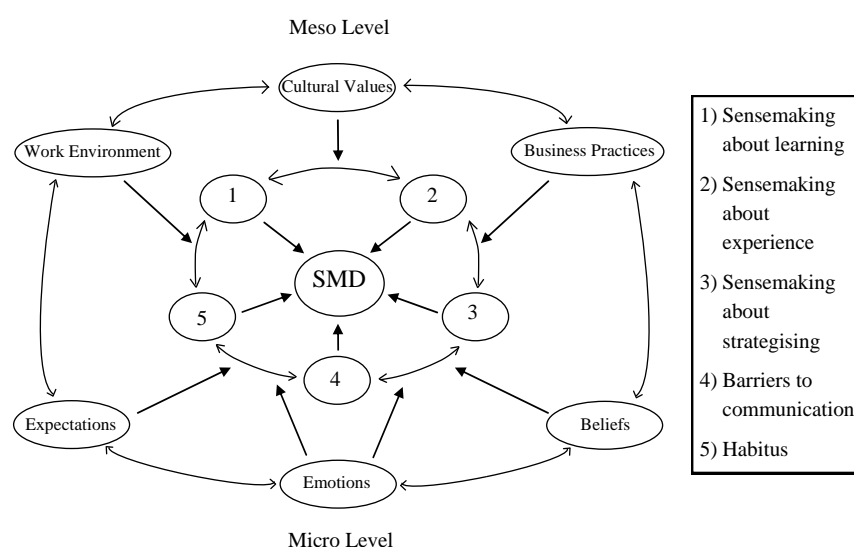 Meso Level
Cultural Values
Work Environment
Business Practices
1
2
SMD
5
3
4
Expectations
Beliefs
Emotions
Micro Level
1) Sensemaking
about learning
2) Sensemaking
about
experience
3) Sensemaking
about
strategising
4) Barriers to
communication
5) Habitus